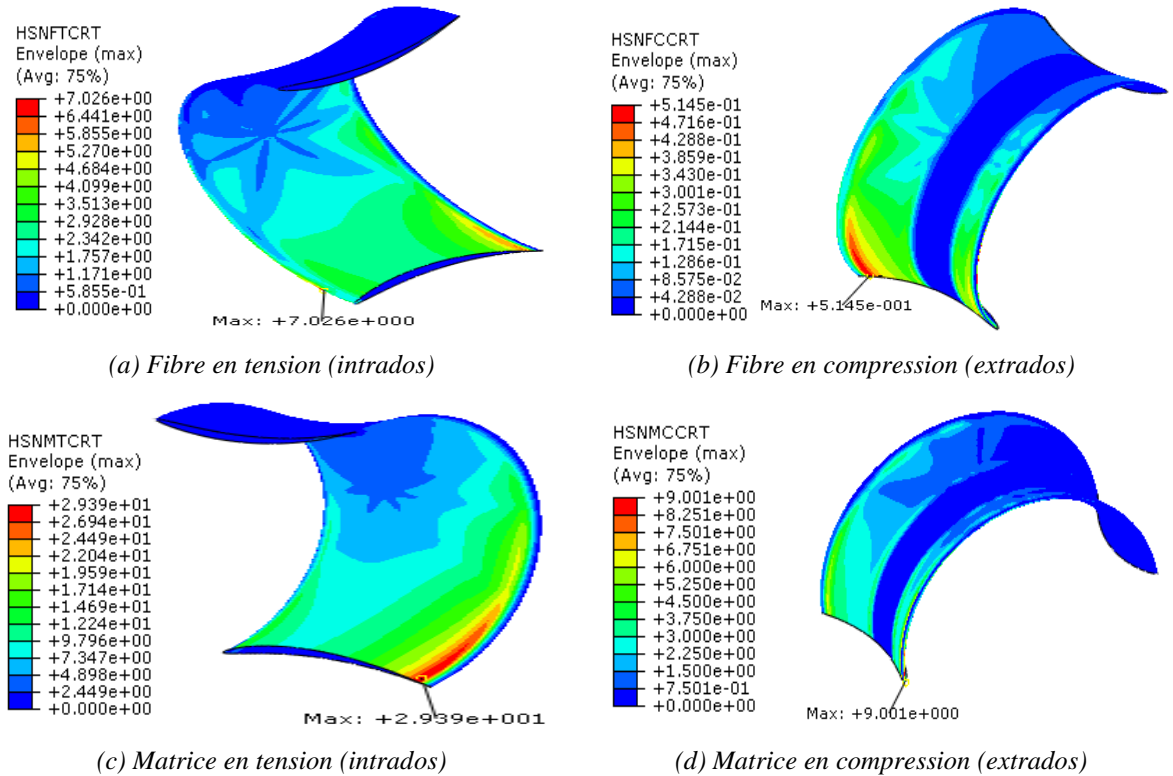 HSNFTCRT
Envelope (max)
(Avg: 75%)
+7.026e+00
+6.441e+00
+5.855e+00
+5.270e+00
+4.684e+00
+4.099e+00
+3.513e+00
+2.928e+00
+2.342e+00
+1.757e+00
+1.171e+00
+5.855e-01
+0.000e+00
Max: +7.026e+000
(a) Fibre en tension (intrados)
HSNFCCRT
Envelope (max)
(Avg: 75%)
+5.145e-01
+4.716e-01
+4.288e-01
+3.859e-01
+3.430e-01
+3.001e-01
+2.573e-01
+2.144e-01
+1.715e-01
+1.286e-01
+8.575e-02
+4.288e-02
+0.000e+00
Max: +5.145e-001
(b) Fibre en compression (extrados)
HSNMTCRT
Envelope (max)
(Avg: 75%)
+2.939e+01
+2.694e+01
+2.449e+01
+2.204e+01
+1.959e+01
+1.714e+01
+1.469e+01
+1.224e+01
+9.796e+00
+7.347e+00
+4.898e+00
+2.449e+00
+0.000e+00
Max: +2.939e+001
(c) Matrice en tension (intrados)
HSNMCCRT
Envelope (max)
(Avg: 75%)
+9.001e+00
+8.251e+00
+7.501e+00
+6.751e+00
+6.001e+00
+5.250e+00
+4.500e+00
+3.750e+00
+3.000e+00
+2.250e+00
+1.500e+00
+7.501e-01
+0.000e+00
Max: +9.001e+000
(d) Matrice en compression (extrados)